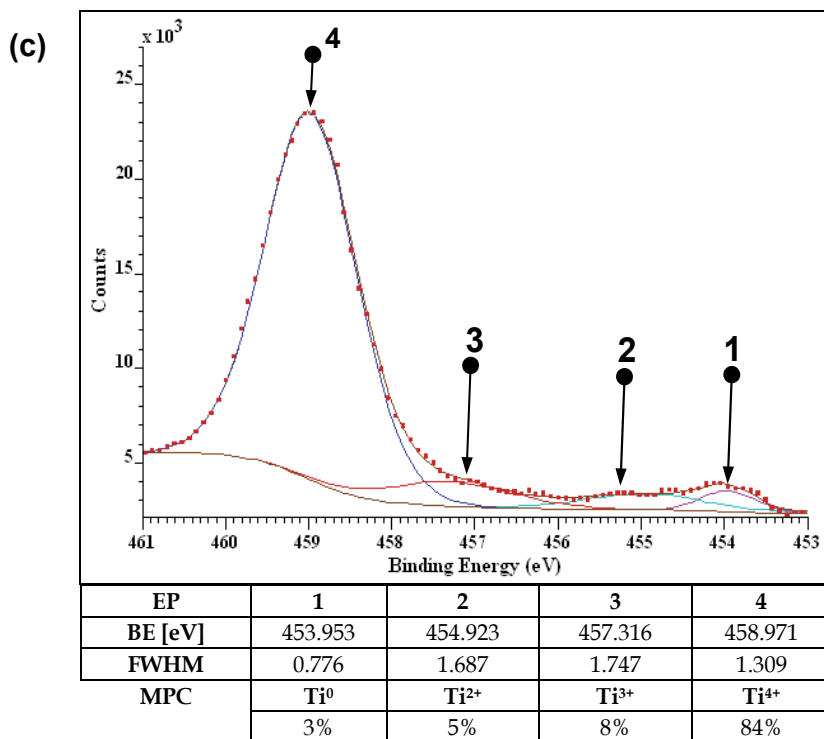 (c)
x 10³
4
25
20
15
10
5
Counts
3
2
1
461 460 459 458 457 456 455 454 453
Binding Energy (eV)
EP 1 2 3 4
BE [eV] 453.953 454.923 457.316 458.971
FWHM 0.776 1.687 1.747 1.309
MPC Ti⁰ Ti²⁺ Ti³⁺ Ti⁴⁺
3% 5% 8% 84%